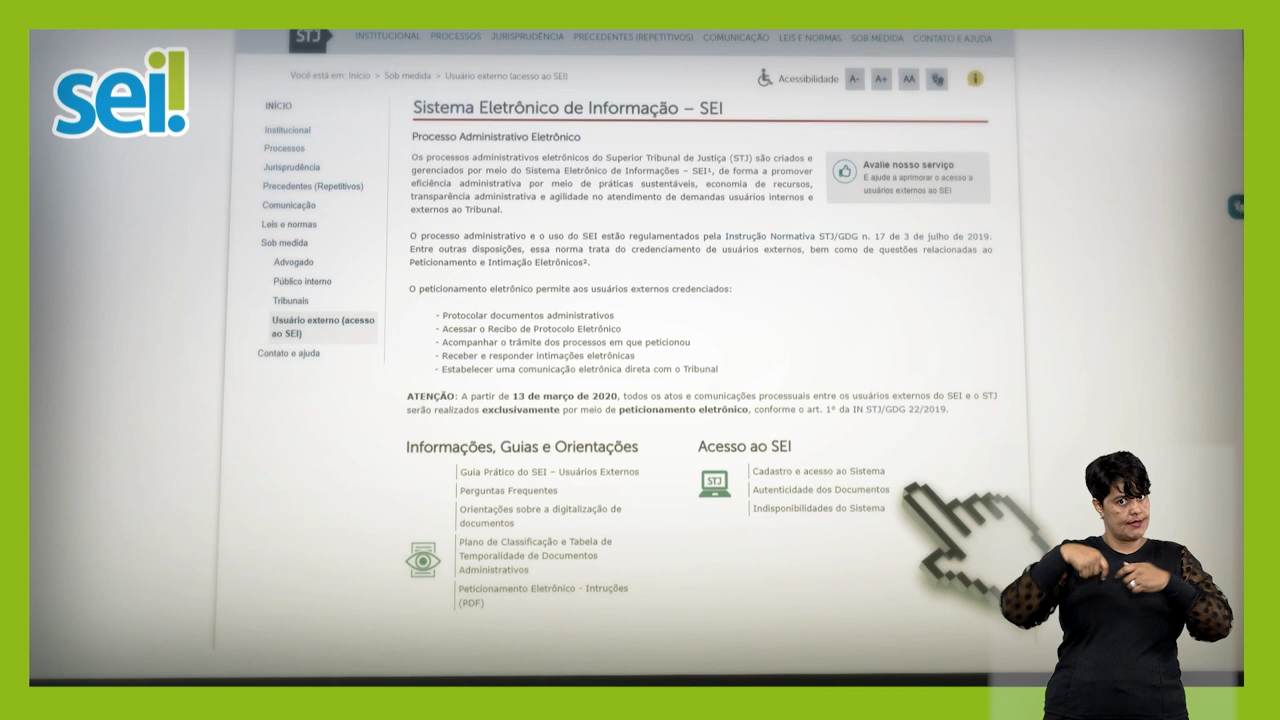 sei!
STJ
INSTITUCIONAL PROCESSOS JURISPRUDÊNCIA PRECEDENTES (REPETITIVOS) COMUNICAÇÃO LEIS E NORMAS SOB MEDIDA CONTATO E AJUDA
Você está em: Início > Sob medida > Usuário externo (acesso ao SEI)
Acessibilidade A- A+ AA
INÍCIO
Institucional
Processos
Jurisprudência
Precedentes (Repetitivos)
Comunicação
Leis e normas
Sob medida
Advogado
Público interno
Tribunais
Usuário externo (acesso
ao SEI)
Contato e ajuda
Sistema Eletrônico de Informação – SEI
Processo Administrativo Eletrônico
Os processos administrativos eletrônicos do Superior Tribunal de Justiça (STJ) são criados e
gerenciados por meio do Sistema Eletrônico de Informações – SEI¹, de forma a promover
eficiência administrativa por meio de práticas sustentáveis, economia de recursos,
transparência administrativa e agilidade no atendimento de demandas usuários internos e
externos ao Tribunal.
Avalie nosso serviço
E ajude a aprimorar o acesso a
usuários externos ao SEI
O processo administrativo e o uso do SEI estão regulamentados pela Instrução Normativa STJ/GDG n. 17 de 3 de julho de 2019.
Entre outras disposições, essa norma trata do credenciamento de usuários externos, bem como de questões relacionadas ao
Peticionamento e Intimação Eletrônicos².
O peticionamento eletrônico permite aos usuários externos credenciados:
- Protocolar documentos administrativos
- Acessar o Recibo de Protocolo Eletrônico
- Acompanhar o trâmite dos processos em que peticionou
- Receber e responder intimações eletrônicas
- Estabelecer uma comunicação eletrônica direta com o Tribunal
ATENÇÃO: A partir de 13 de março de 2020, todos os atos e comunicações processuais entre os usuários externos do SEI e o STJ
serão realizados exclusivamente por meio de peticionamento eletrônico, conforme o art. 1º da IN STJ/GDG 22/2019.
Informações, Guias e Orientações
Guia Prático do SEI – Usuários Externos
Perguntas Frequentes
Orientações sobre a digitalização de
documentos
Plano de Classificação e Tabela de
Temporalidade de Documentos
Administrativos
Peticionamento Eletrônico - Intruções
(PDF)
Acesso ao SEI
STJ
Cadastro e acesso ao Sistema
Autenticidade dos Documentos
Indisponibilidades do Sistema